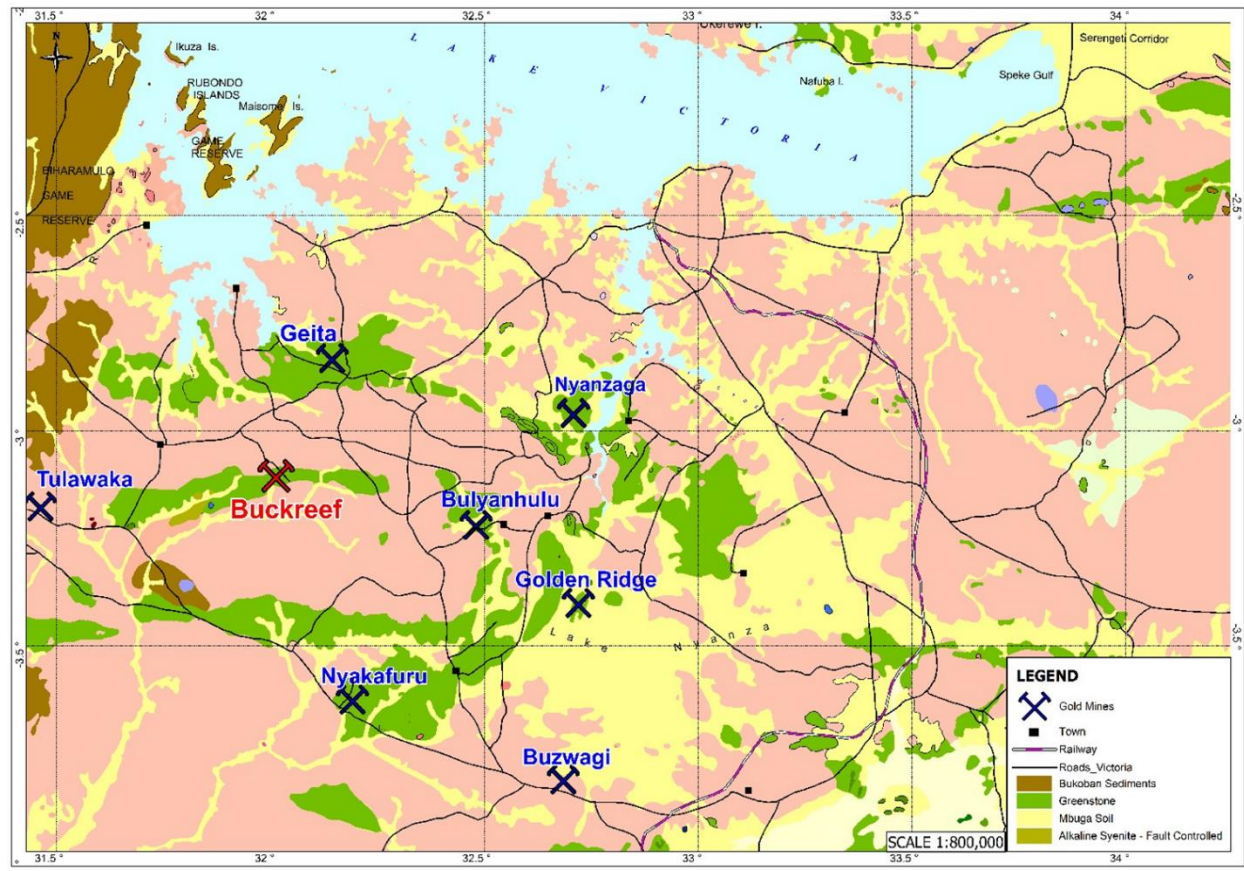 31.5 °
32 °
32.5 °
33 °
33.5 °
34 °
N
Ikuza Is.
RUBONDO
ISLANDS
Maisome Is.
GAME
RESERVE
BIHARAMULO
GAME
RESERVE
LAKE VICTORIA
Nafuba I.
Speke Gulf
Serengeti Corridor
-2.5°
-2.5°
Geita
Nyanzaga
-3°
-3°
Tulawaka
Buckreef
Bulyanhulu
Golden Ridge
Lake Nyanza
-3.5°
-3.5°
Nyakafuru
Buzwagi
LEGEND
Gold Mines
Town
Railway
Roads_Victoria
Bukoban Sediments
Greenstone
Mbuga Soil
Alkaline Syenite - Fault Controlled
SCALE 1:800,000
31.5 °
32 °
32.5 °
33 °
33.5 °
34 °